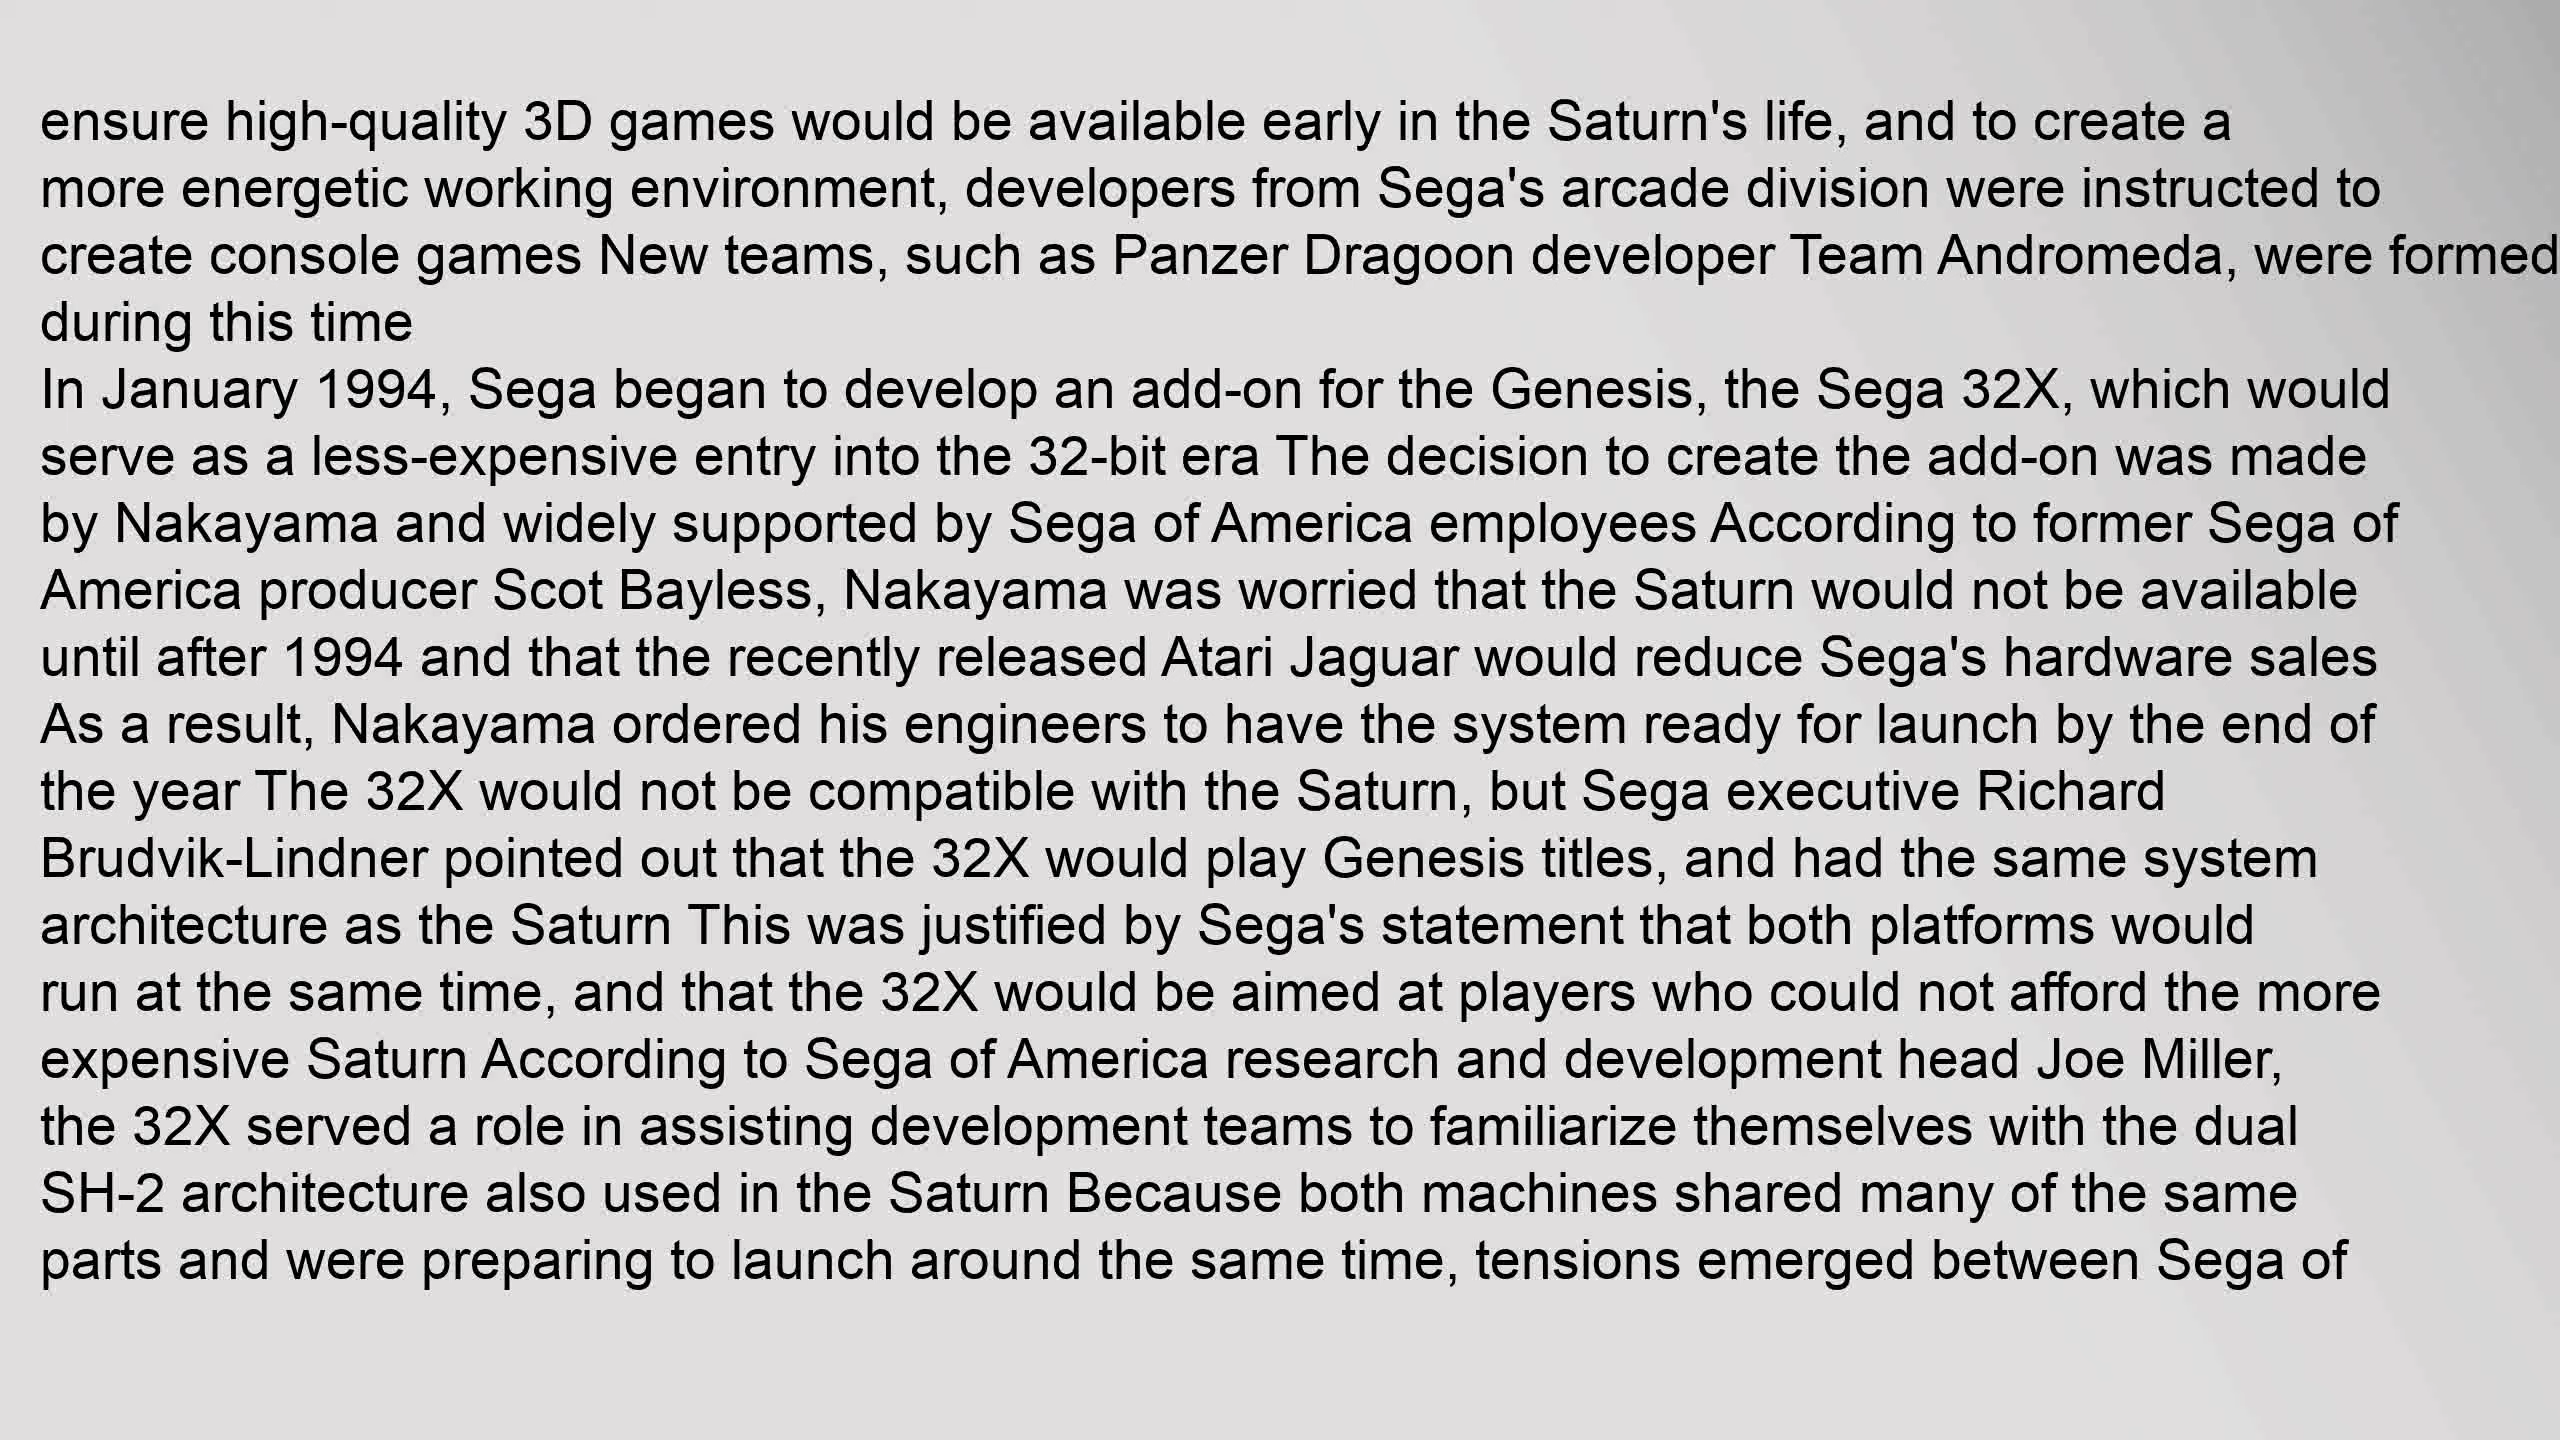 ensure high-quality 3D games would be available early in the Saturn's life, and to create a
more energetic working environment, developers from Sega's arcade division were instructed to
create console games New teams, such as Panzer Dragoon developer Team Andromeda, were formed
during this time
In January 1994, Sega began to develop an add-on for the Genesis, the Sega 32X, which would
serve as a less-expensive entry into the 32-bit era The decision to create the add-on was made
by Nakayama and widely supported by Sega of America employees According to former Sega of
America producer Scot Bayless, Nakayama was worried that the Saturn would not be available
until after 1994 and that the recently released Atari Jaguar would reduce Sega's hardware sales
As a result, Nakayama ordered his engineers to have the system ready for launch by the end of
the year The 32X would not be compatible with the Saturn, but Sega executive Richard
Brudvik-Lindner pointed out that the 32X would play Genesis titles, and had the same system
architecture as the Saturn This was justified by Sega's statement that both platforms would
run at the same time, and that the 32X would be aimed at players who could not afford the more
expensive Saturn According to Sega of America research and development head Joe Miller,
the 32X served a role in assisting development teams to familiarize themselves with the dual
SH-2 architecture also used in the Saturn Because both machines shared many of the same
parts and were preparing to launch around the same time, tensions emerged between Sega of